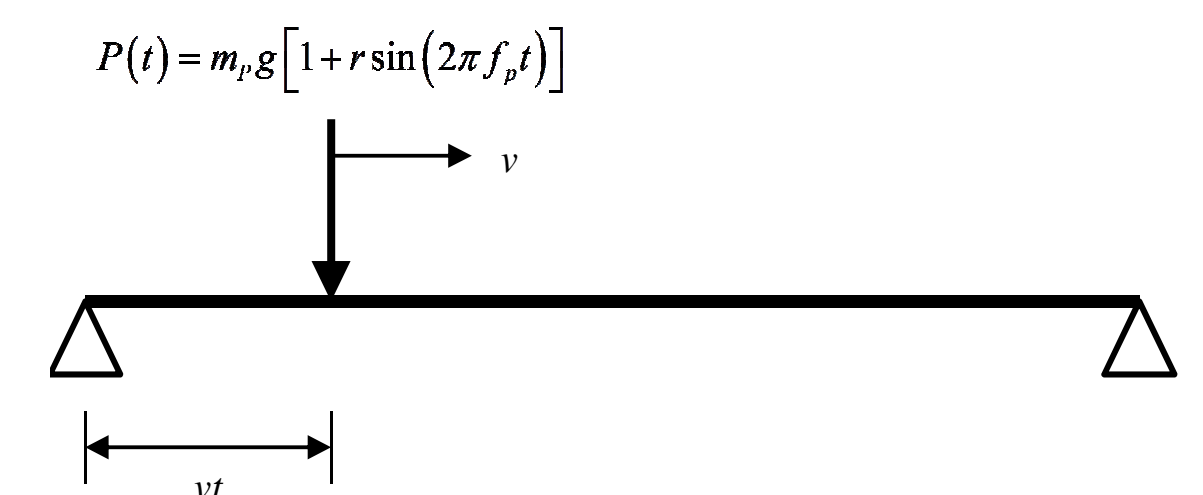 P(t) = m_P g[1 + r sin(2π f_p t)]
v
vt